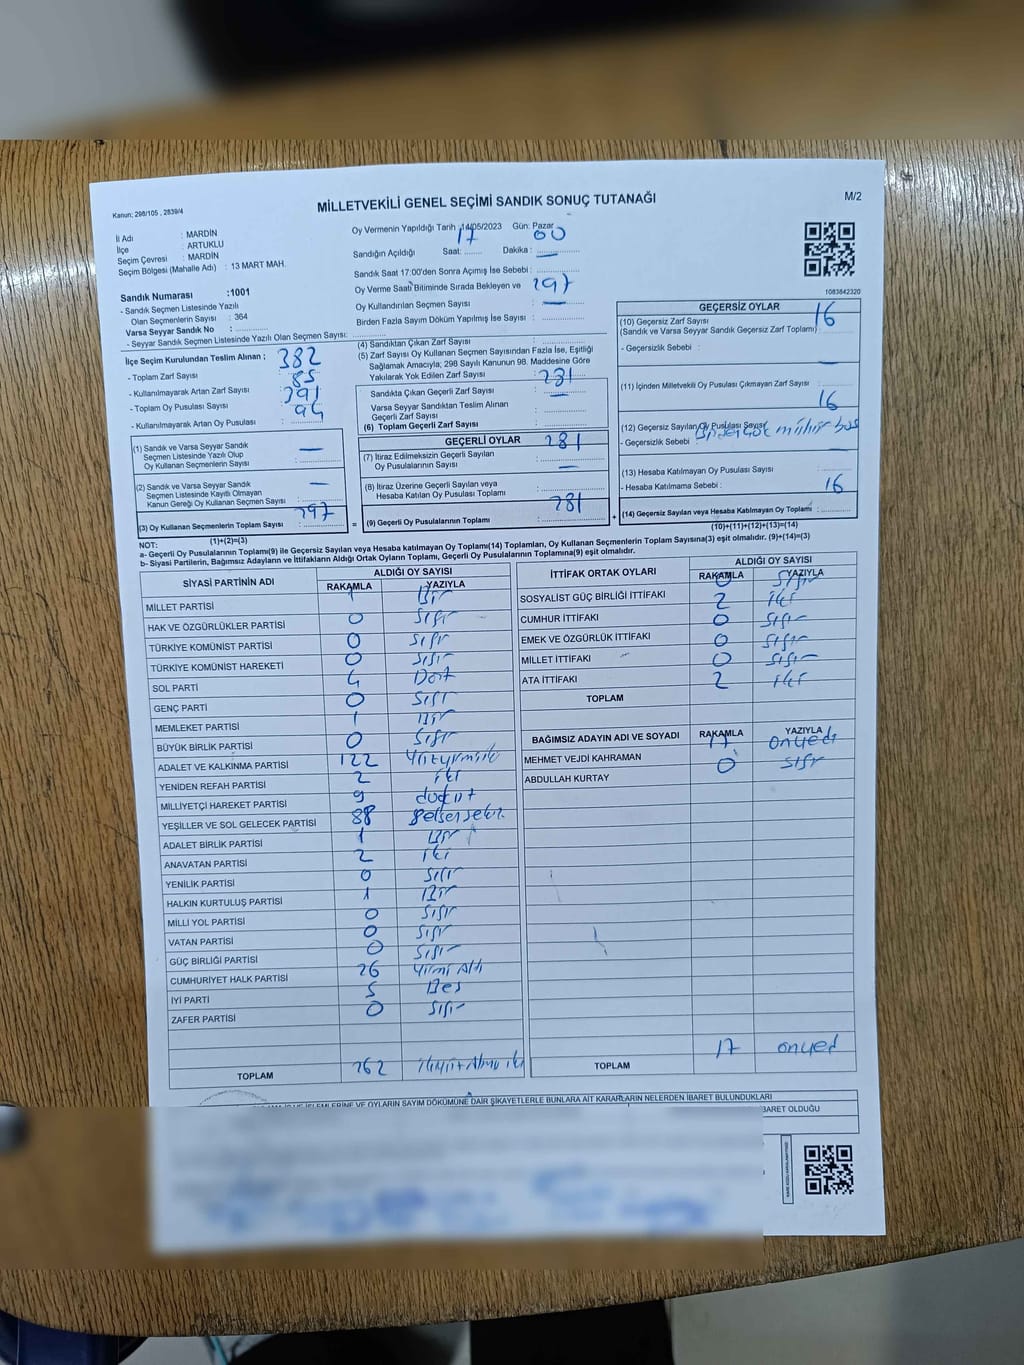 MİLLETVEKİLİ GENEL SEÇİMİ SANDIK SONUÇ TUTANAĞI
M/2
Kanun: 298/105 , 2839/4
İl Adı : MARDİN
İlçe : ARTUKLU
Seçim Çevresi : MARDİN
Seçim Bölgesi (Mahalle Adı) : 13 MART MAH.
Sandık Numarası :1001
- Sandık Seçmen Listesinde Yazılı
Olan Seçmenlerin Sayısı : 364
Varsa Seyyar Sandık No : ............
- Seyyar Sandık Seçmen Listesinde Yazılı Olan Seçmen Sayısı: ............
Oy Vermenin Yapıldığı Tarih :14/05/2023 Gün: Pazar
Sandığın Açıldığı Saat: 17 Dakika : 00
Sandık Saat 17:00'den Sonra Açımış İse Sebebi : —
Oy Verme Saati Bitiminde Sırada Bekleyen ve
Oy Kullandırılan Seçmen Sayısı : 297
Birden Fazla Sayım Döküm Yapılmış İse Sayısı : —
1083842320
İlçe Seçim Kurulundan Teslim Alınan ;
- Toplam Zarf Sayısı : 382
- Kullanılmayarak Artan Zarf Sayısı : 85
- Toplam Oy Pusulası Sayısı : 391
- Kullanılmayarak Artan Oy Pusulası : 94
(1) Sandık ve Varsa Seyyar Sandık
Seçmen Listesinde Yazılı Olup
Oy Kullanan Seçmenlerin Sayısı : —
(2) Sandık ve Varsa Seyyar Sandık
Seçmen Listesinde Kayıtlı Olmayan
Kanun Gereği Oy Kullanan Seçmen Sayısı : —
(3) Oy Kullanan Seçmenlerin Toplam Sayısı : 297
(1)+(2)=(3)
(4) Sandıktan Çıkan Zarf Sayısı :
(5) Zarf Sayısı Oy Kullanan Seçmen Sayısından Fazla İse, Eşitliği
Sağlamak Amacıyla; 298 Sayılı Kanunun 98. Maddesine Göre
Yakılarak Yok Edilen Zarf Sayısı :
Sandıkta Çıkan Geçerli Zarf Sayısı : 281
Varsa Seyyar Sandıktan Teslim Alınan
Geçerli Zarf Sayısı : —
(6) Toplam Geçerli Zarf Sayısı :
GEÇERLİ OYLAR
(7) İtiraz Edilmeksizin Geçerli Sayılan
Oy Pusulalarının Sayısı : 281
(8) İtiraz Üzerine Geçerli Sayılan veya
Hesaba Katılan Oy Pusulası Toplamı : —
(9) Geçerli Oy Pusulalarının Toplamı : 281
GEÇERSİZ OYLAR
(10) Geçersiz Zarf Sayısı
(Sandık ve Varsa Seyyar Sandık Geçersiz Zarf Toplamı) : 16
- Geçersizlik Sebebi :
(11) İçinden Milletvekili Oy Pusulası Çıkmayan Zarf Sayısı : —
(12) Geçersiz Sayılan Oy Pusulası Sayısı : 16
- Geçersizlik Sebebi : Birden çok mühür
(13) Hesaba Katılmayan Oy Pusulası Sayısı : —
- Hesaba Katılmama Sebebi :
(14) Geçersiz Sayılan veya Hesaba Katılmayan Oy Toplamı : 16
(10)+(11)+(12)+(13)=(14)
NOT:
a- Geçerli Oy Pusulalarının Toplamı(9) ile Geçersiz Sayılan veya Hesaba katılmayan Oy Toplamı(14) Toplamları, Oy Kullanan Seçmenlerin Toplam Sayısına(3) eşit olmalıdır. (9)+(14)=(3)
b- Siyasi Partilerin, Bağımsız Adayların ve İttifakların Aldığı Ortak Oyların Toplamı, Geçerli Oy Pusulalarının Toplamına(9) eşit olmalıdır.
SİYASİ PARTİNİN ADI ALDIĞI OY SAYISI
RAKAMLA YAZIYLA
MİLLET PARTİSİ 1 Bir
HAK VE ÖZGÜRLÜKLER PARTİSİ 0 Sıfır
TÜRKİYE KOMÜNİST PARTİSİ 0 Sıfır
TÜRKİYE KOMÜNİST HAREKETİ 0 Sıfır
SOL PARTİ 4 Dört
GENÇ PARTİ 0 Sıfır
MEMLEKET PARTİSİ 1 Bir
BÜYÜK BİRLİK PARTİSİ 0 Sıfır
ADALET VE KALKINMA PARTİSİ 122 Yüzyirmiiki
YENİDEN REFAH PARTİSİ 2 iki
MİLLİYETÇİ HAREKET PARTİSİ 9
YEŞİLLER VE SOL GELECEK PARTİSİ 88
ADALET BİRLİK PARTİSİ 1 Bir
ANAVATAN PARTİSİ 2 iki
YENİLİK PARTİSİ 0 Sıfır
HALKIN KURTULUŞ PARTİSİ 1 Bir
MİLLİ YOL PARTİSİ 0 Sıfır
VATAN PARTİSİ 0 Sıfır
GÜÇ BİRLİĞİ PARTİSİ 0 Sıfır
CUMHURİYET HALK PARTİSİ 26 Yirmi Altı
İYİ PARTİ 5 Beş
ZAFER PARTİSİ 0 Sıfır
TOPLAM 262
İTTİFAK ORTAK OYLARI ALDIĞI OY SAYISI
RAKAMLA YAZIYLA
SOSYALİST GÜÇ BİRLİĞİ İTTİFAKI 0 Sıfır
CUMHUR İTTİFAKI 2 iki
EMEK VE ÖZGÜRLÜK İTTİFAKI 0 Sıfır
MİLLET İTTİFAKI 0 Sıfır
ATA İTTİFAKI 0 Sıfır
TOPLAM 2 iki
BAĞIMSIZ ADAYIN ADI VE SOYADI RAKAMLA YAZIYLA
MEHMET VEJDİ KAHRAMAN 17 onyedi
ABDULLAH KURTAY 0 Sıfır
TOPLAM 17 onyed
İŞLEMLERİNE VE OYLARIN SAYIM DÖKÜMÜNE DAİR ŞİKAYETLERLE BUNLARA AİT KARARLARIN NELERDEN İBARET BULUNDUKLARI
İBARET OLDUĞU